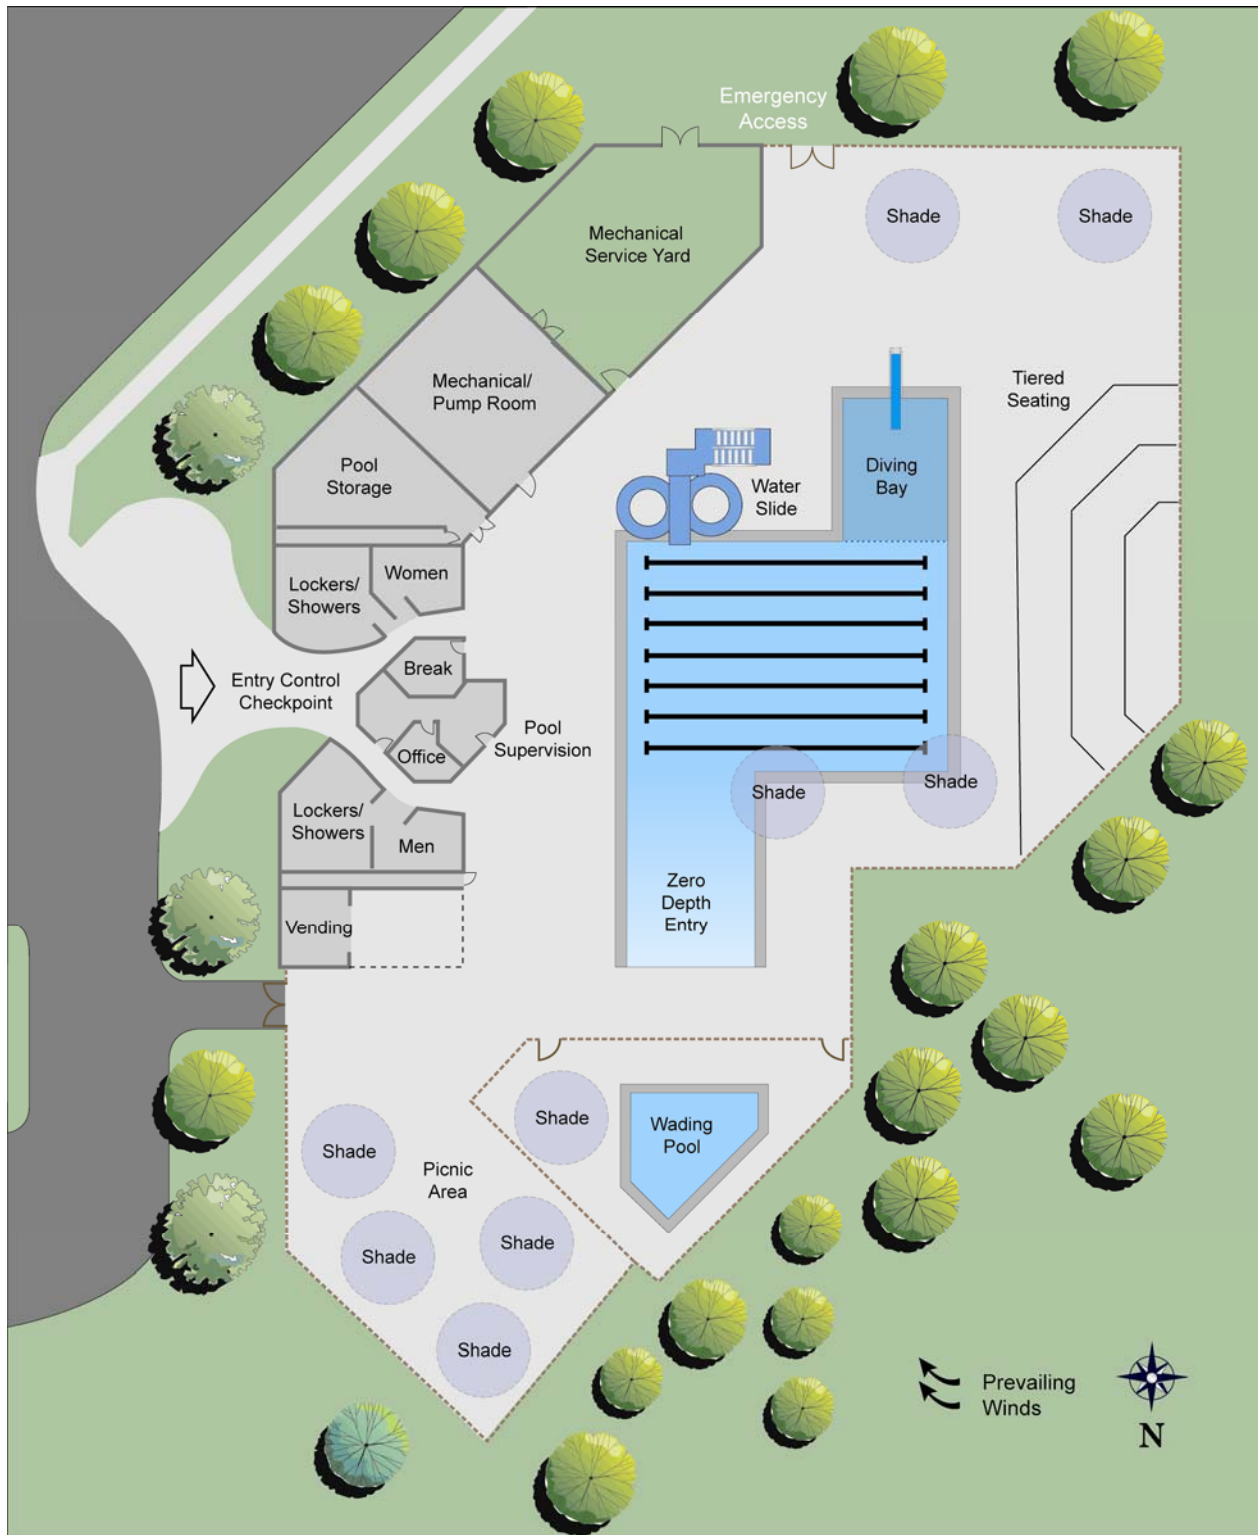 Emergency
Access
Shade
Shade
Mechanical
Service Yard
Mechanical/
Pump Room
Tiered
Seating
Pool
Storage
Water
Slide
Diving
Bay
Women
Lockers/
Showers
Break
Entry Control
Checkpoint
Pool
Supervision
Office
Shade
Shade
Lockers/
Showers
Men
Zero
Depth
Entry
Vending
Shade
Wading
Pool
Shade
Picnic
Area
Shade
Shade
Shade
Prevailing
Winds
N